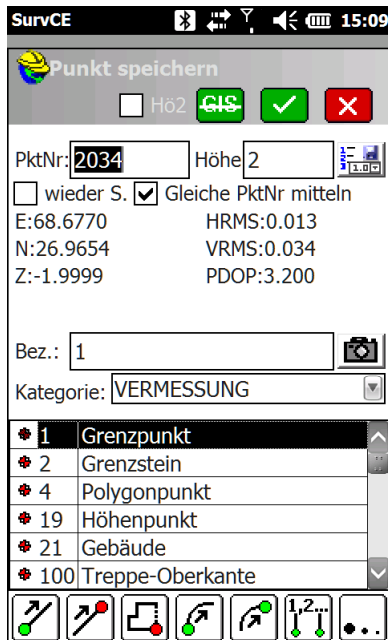 SurvCE 15:09
Punkt speichern
Hö2 GIS
PktNr: 2034 Höhe 2
wieder S. Gleiche PktNr mitteln
E:68.6770 HRMS:0.013
N:26.9654 VRMS:0.034
Z:-1.9999 PDOP:3.200
Bez.: 1
Kategorie: VERMESSUNG
1 Grenzpunkt
2 Grenzstein
4 Polygonpunkt
19 Höhenpunkt
21 Gebäude
100 Treppe-Oberkante
1,2...